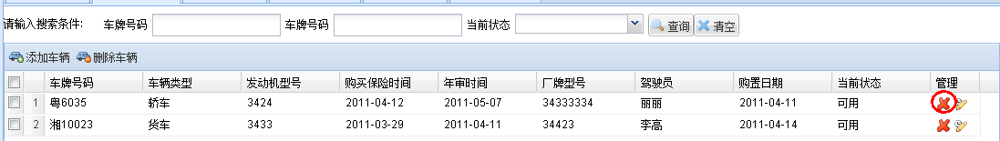 请输入搜索条件: 车牌号码 车牌号码 当前状态 查询 清空
添加车辆 删除车辆
车牌号码 车辆类型 发动机型号 购买保险时间 年审时间 厂牌型号 驾驶员 购置日期 当前状态 管理
1 粤6035 轿车 3424 2011-04-12 2011-05-07 34333334 丽丽 2011-04-11 可用
2 湘10023 货车 3433 2011-03-29 2011-04-11 34423 李高 2011-04-14 可用